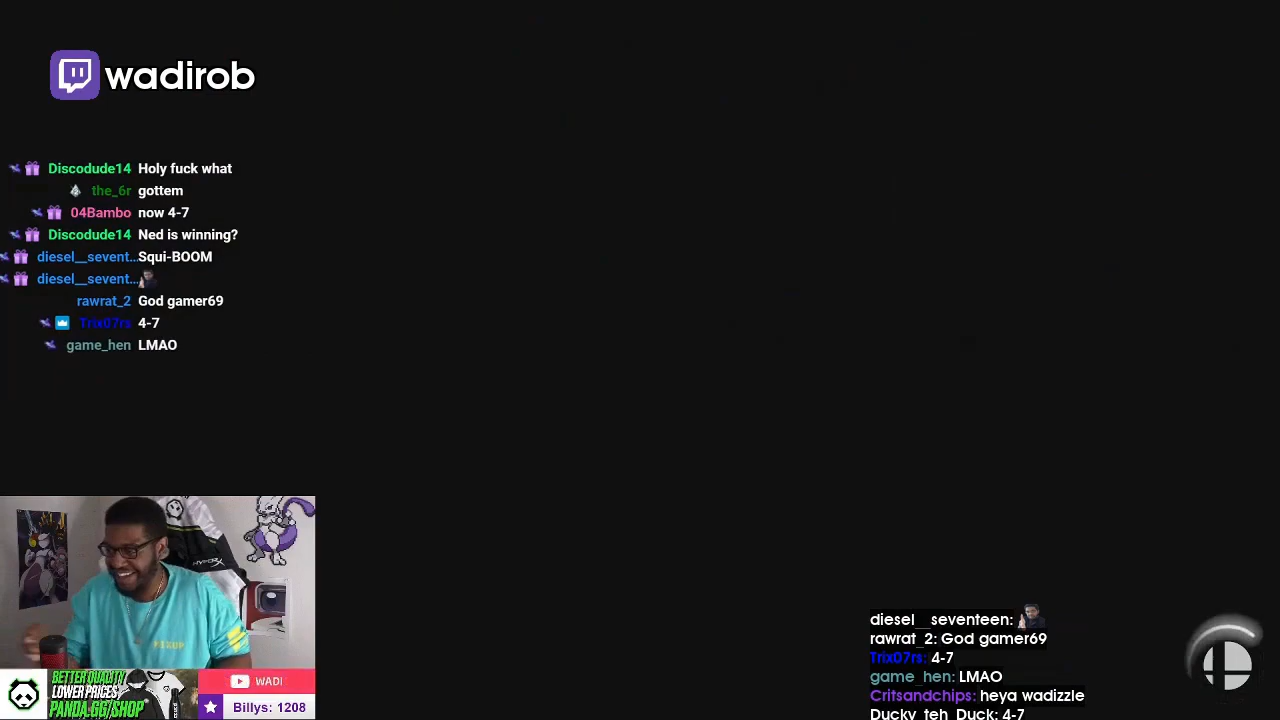 wadirob
Discodude14 Holy fuck what
the_6r gottem
04Bambo now 4-7
Discodude14 Ned is winning?
diesel__sevent... Squi-BOOM
diesel__sevent...
rawrat_2 God gamer69
Trix07rs 4-7
game_hen LMAO
HYPERX
BETTER QUALITY
LOWER PRICES
PANDA.GG/SHOP
WADI
Billys: 1208
diesel__seventeen:
rawrat_2: God gamer69
Trix07rs: 4-7
game_hen: LMAO
Critsandchips: heya wadizzle
Ducky_teh_Duck: 4-7